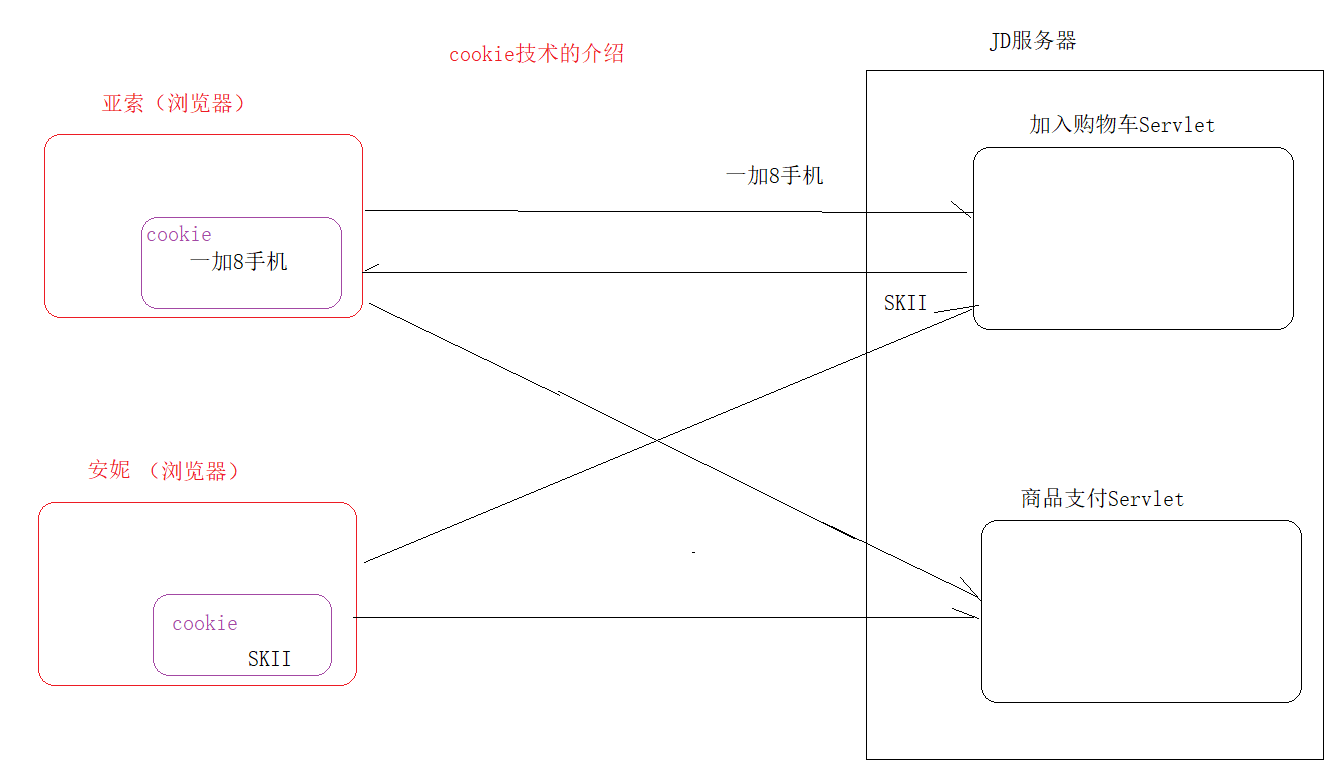 cookie技术的介绍
JD服务器
亚索（浏览器）
加入购物车Servlet
一加8手机
cookie
一加8手机
SKII
安妮 （浏览器）
商品支付Servlet
cookie
SKII